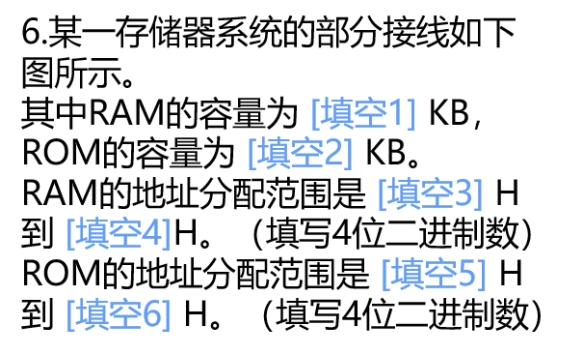 6.某一存储器系统的部分接线如下
图所示。
其中RAM的容量为 [填空1] KB，
ROM的容量为 [填空2] KB。
RAM的地址分配范围是 [填空3] H
到 [填空4]H。（填写4位二进制数）
ROM的地址分配范围是 [填空5] H
到 [填空6] H。（填写4位二进制数）